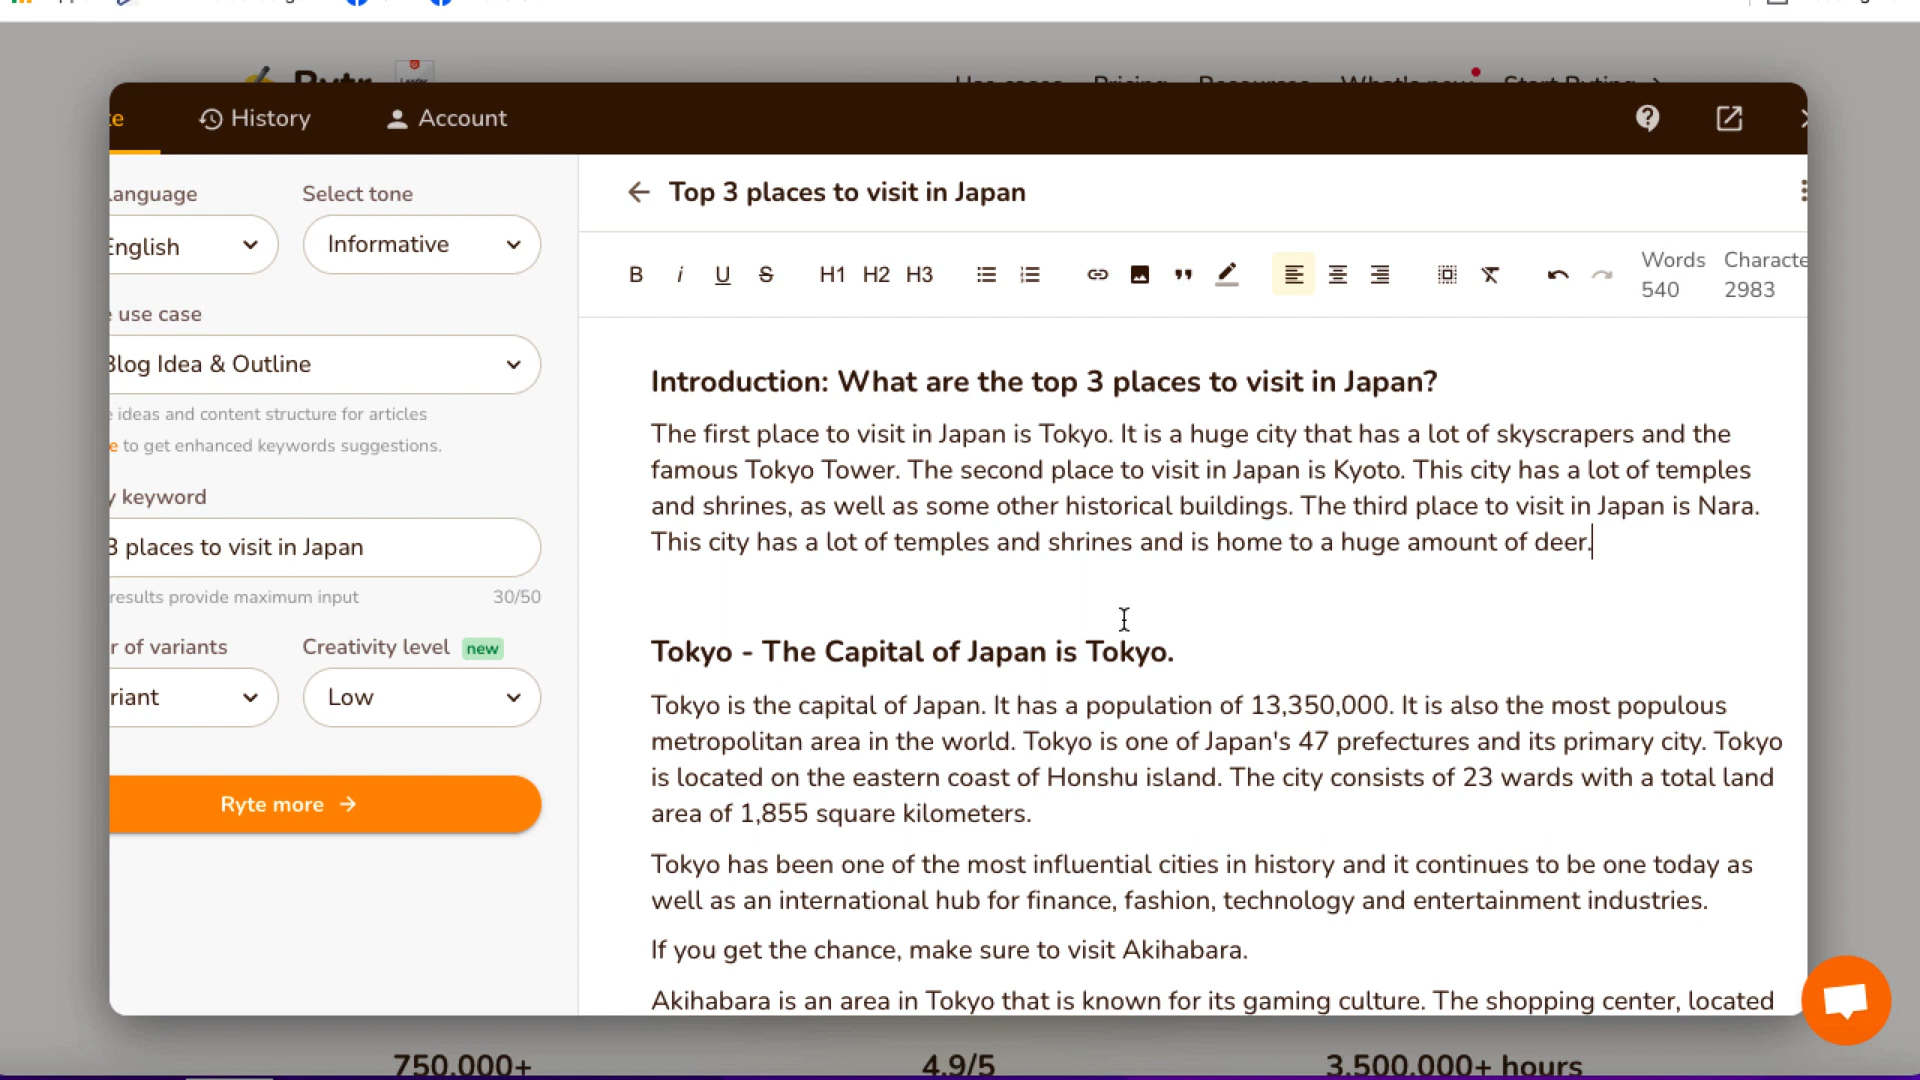 Rytr
Use cases Pricing Resources What's new Start Ryting
History Account
Language Select tone
English Informative
Top 3 places to visit in Japan
B i U S H1 H2 H3
Words Characte
540 2983
use case
Blog Idea & Outline
ideas and content structure for articles
to get enhanced keywords suggestions.
keyword
3 places to visit in Japan
results provide maximum input 30/50
of variants Creativity level new
Low
Ryte more →
Introduction: What are the top 3 places to visit in Japan?
The first place to visit in Japan is Tokyo. It is a huge city that has a lot of skyscrapers and the
famous Tokyo Tower. The second place to visit in Japan is Kyoto. This city has a lot of temples
and shrines, as well as some other historical buildings. The third place to visit in Japan is Nara.
This city has a lot of temples and shrines and is home to a huge amount of deer.
Tokyo - The Capital of Japan is Tokyo.
Tokyo is the capital of Japan. It has a population of 13,350,000. It is also the most populous
metropolitan area in the world. Tokyo is one of Japan's 47 prefectures and its primary city. Tokyo
is located on the eastern coast of Honshu island. The city consists of 23 wards with a total land
area of 1,855 square kilometers.
Tokyo has been one of the most influential cities in history and it continues to be one today as
well as an international hub for finance, fashion, technology and entertainment industries.
If you get the chance, make sure to visit Akihabara.
Akihabara is an area in Tokyo that is known for its gaming culture. The shopping center, located
750,000+ 4.9/5 3,500,000+ hours